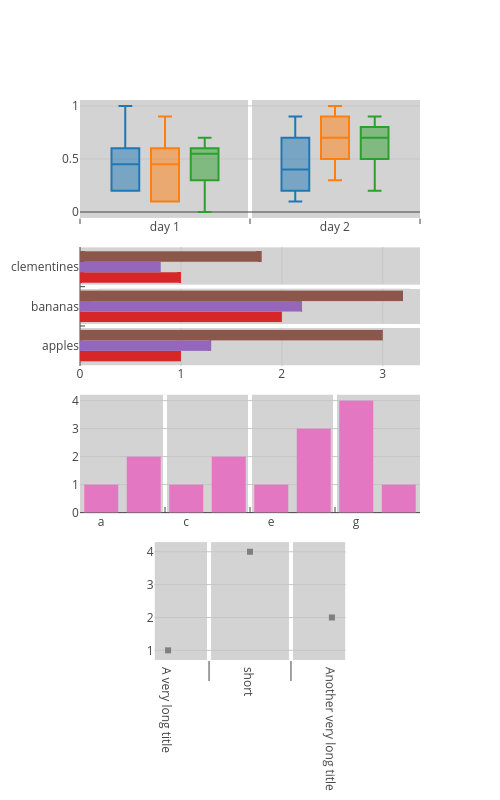 1
0.5
0
day 1 day 2
clementines
bananas
apples
0 1 2 3
4
3
2
1
0
a c e g
4
3
2
1
A very long title
short
Another very long title